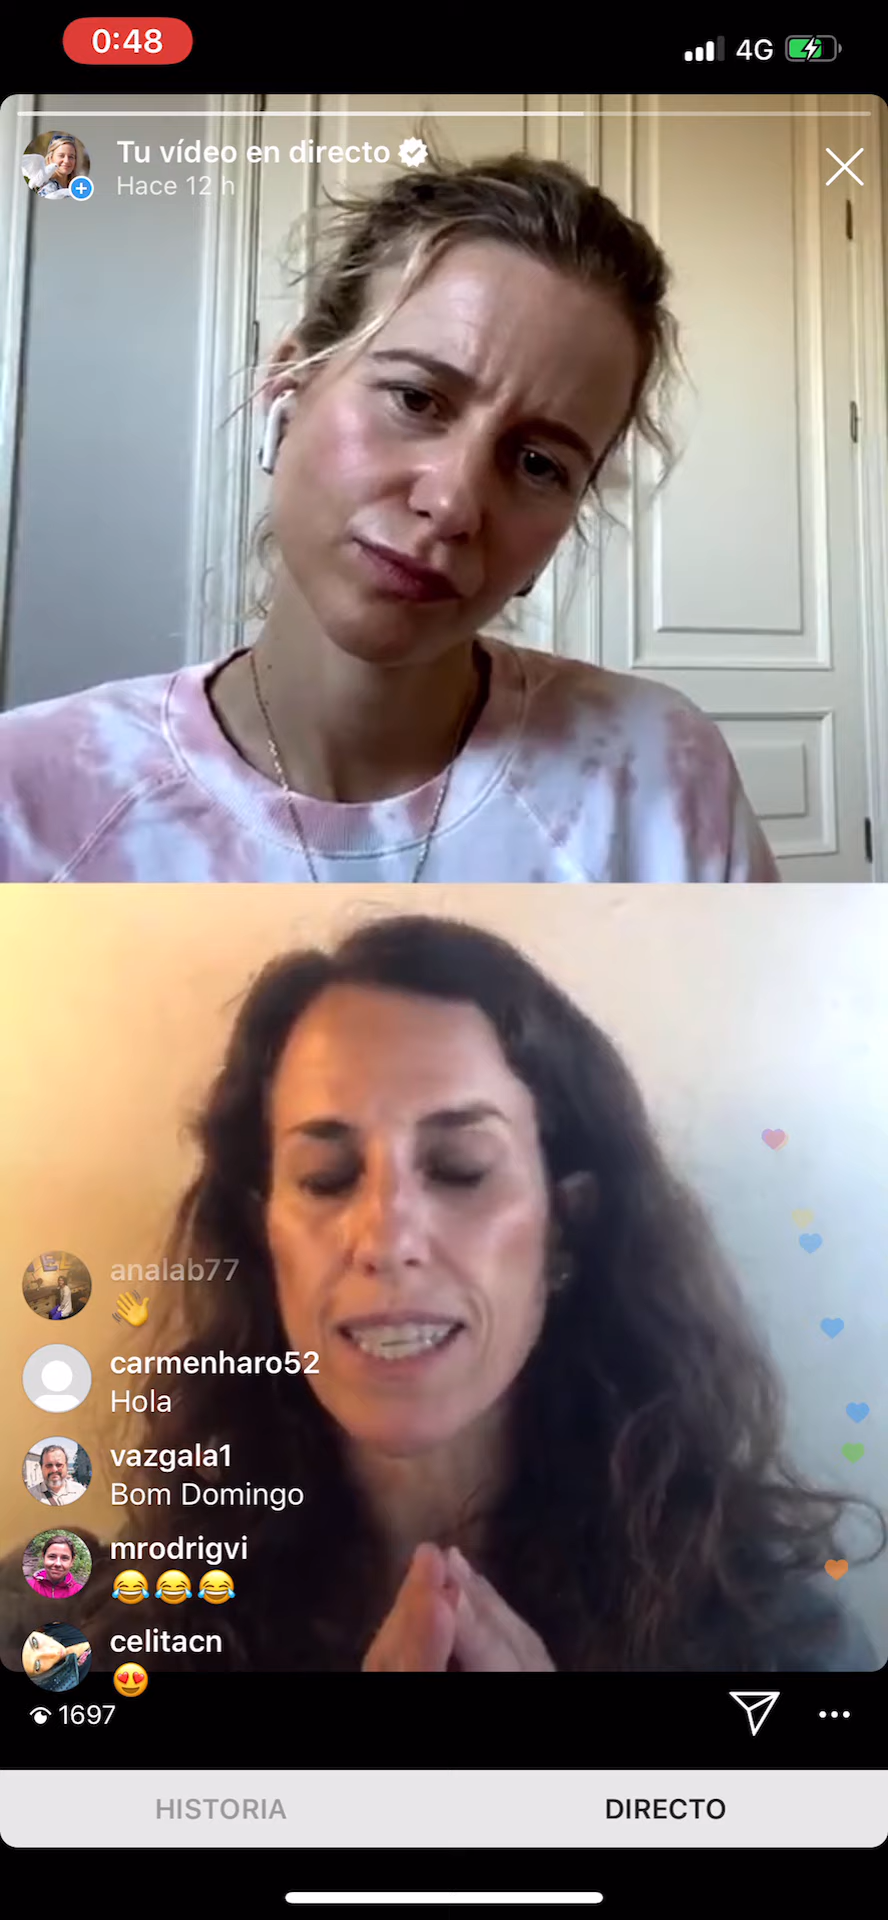 0:48
4G
Tu vídeo en directo
Hace 12 h
analab77
👋
carmenharo52
Hola
vazgala1
Bom Domingo
mrodrigvi
😂😂😂
celitacn
😍
1697
HISTORIA
DIRECTO